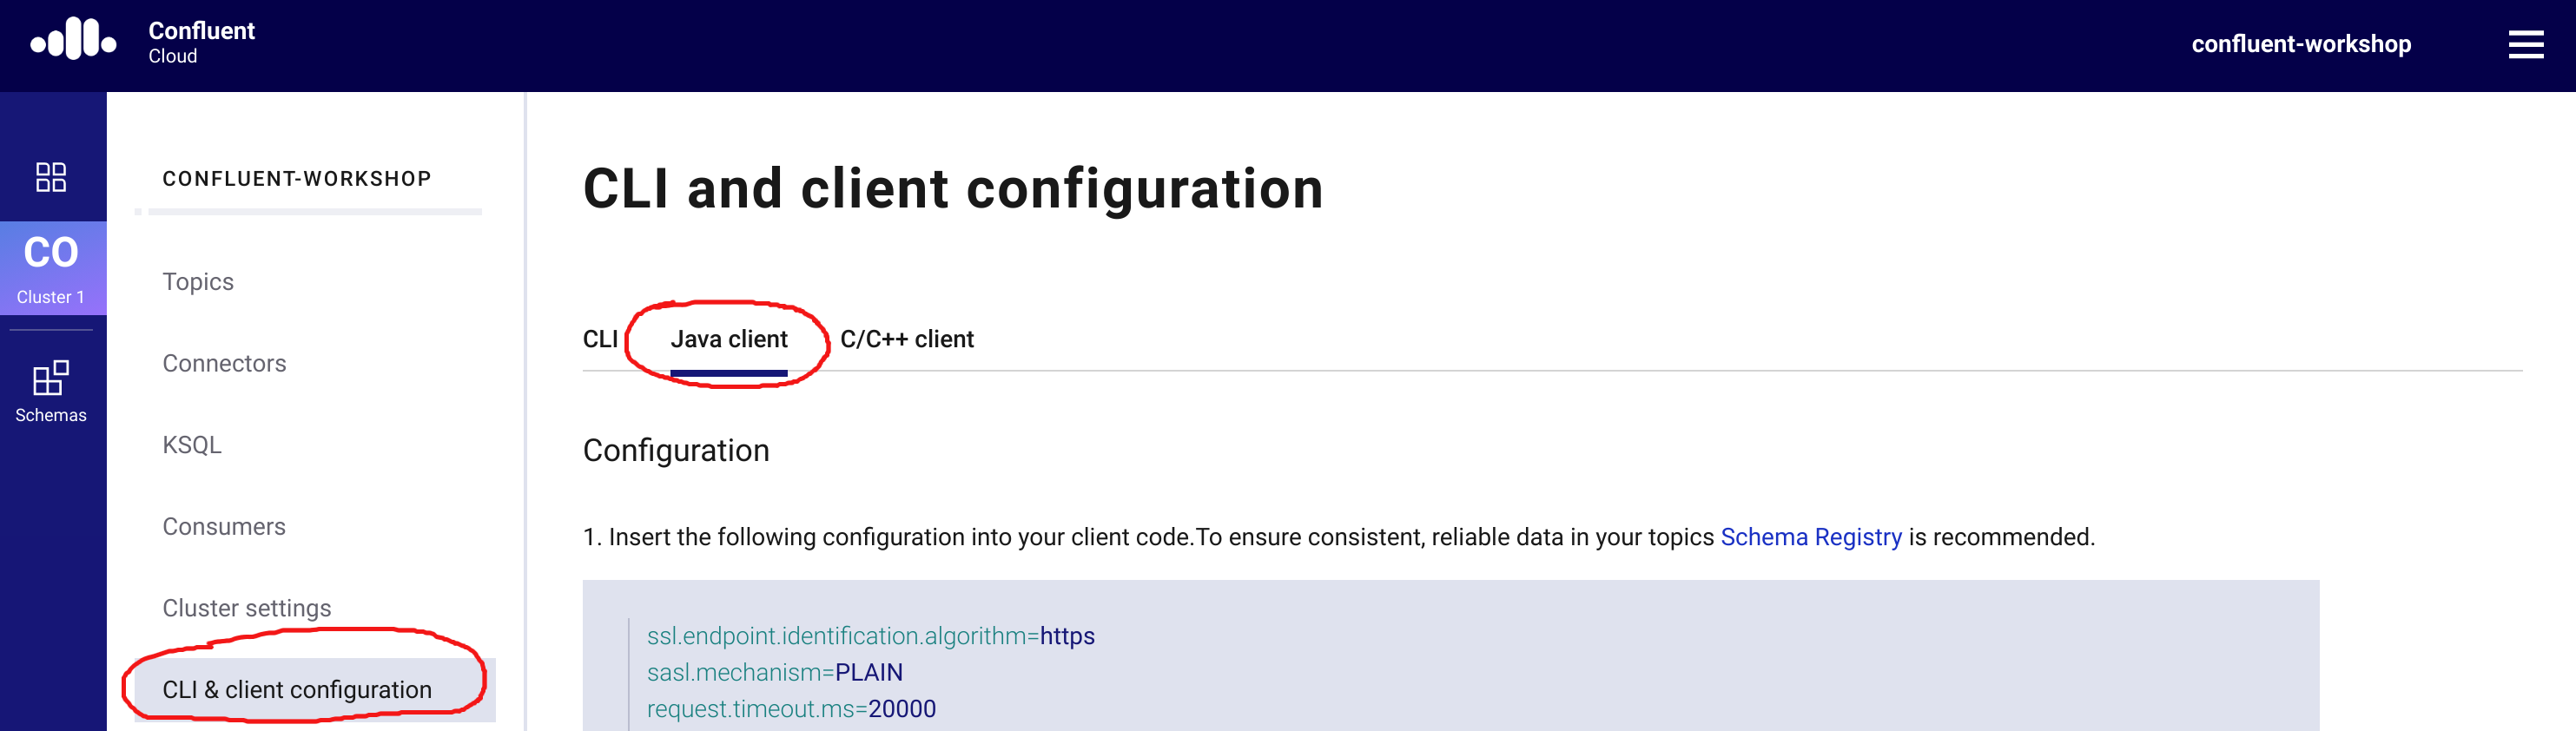 Confluent
Cloud
confluent-workshop
CO
Cluster 1
Schemas
CONFLUENT-WORKSHOP
Topics
Connectors
KSQL
Consumers
Cluster settings
CLI & client configuration
CLI and client configuration
CLI Java client C/C++ client
Configuration
1. Insert the following configuration into your client code.To ensure consistent, reliable data in your topics Schema Registry is recommended.
ssl.endpoint.identification.algorithm=https
sasl.mechanism=PLAIN
request.timeout.ms=20000